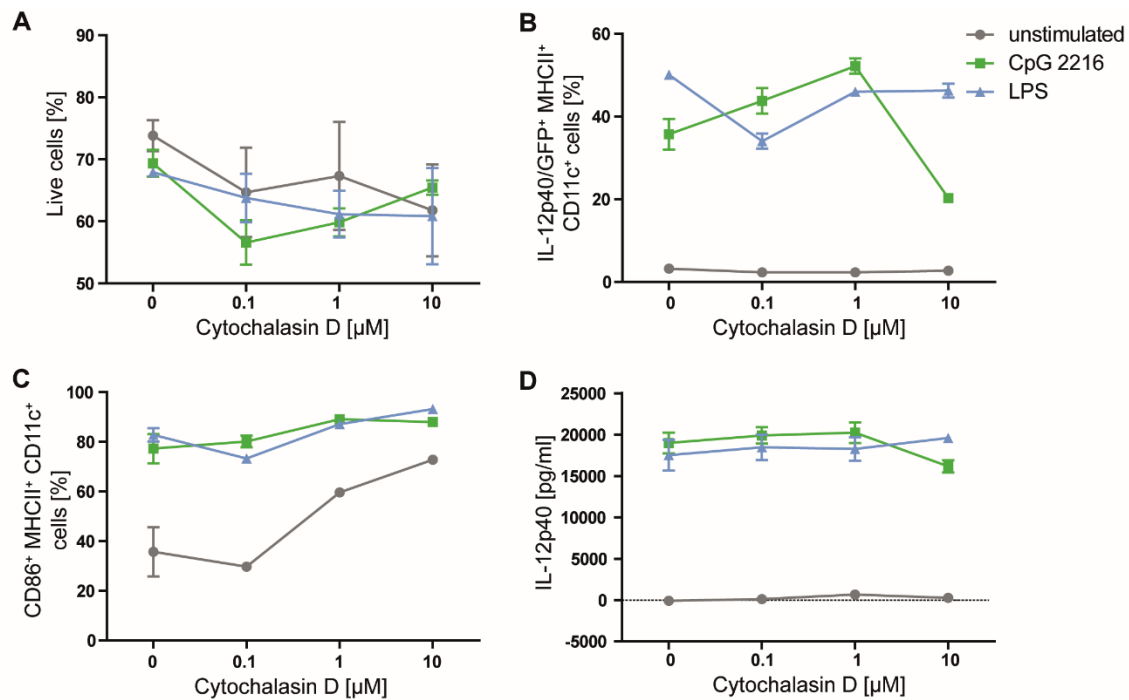 A
Live cells [%]
80
70
60
50
0
0.1
1
10
Cytochalasin D [µM]
B
IL-12p40/GFP⁺ MHCII⁺
CD11c⁺ cells [%]
60
40
20
0
0
0.1
1
10
Cytochalasin D [µM]
unstimulated
CpG 2216
LPS
C
CD86⁺ MHCII⁺ CD11c⁺
cells [%]
100
80
60
40
20
0
0
0.1
1
10
Cytochalasin D [µM]
D
IL-12p40 [pg/ml]
25000
20000
15000
10000
5000
0
-5000
0
0.1
1
10
Cytochalasin D [µM]